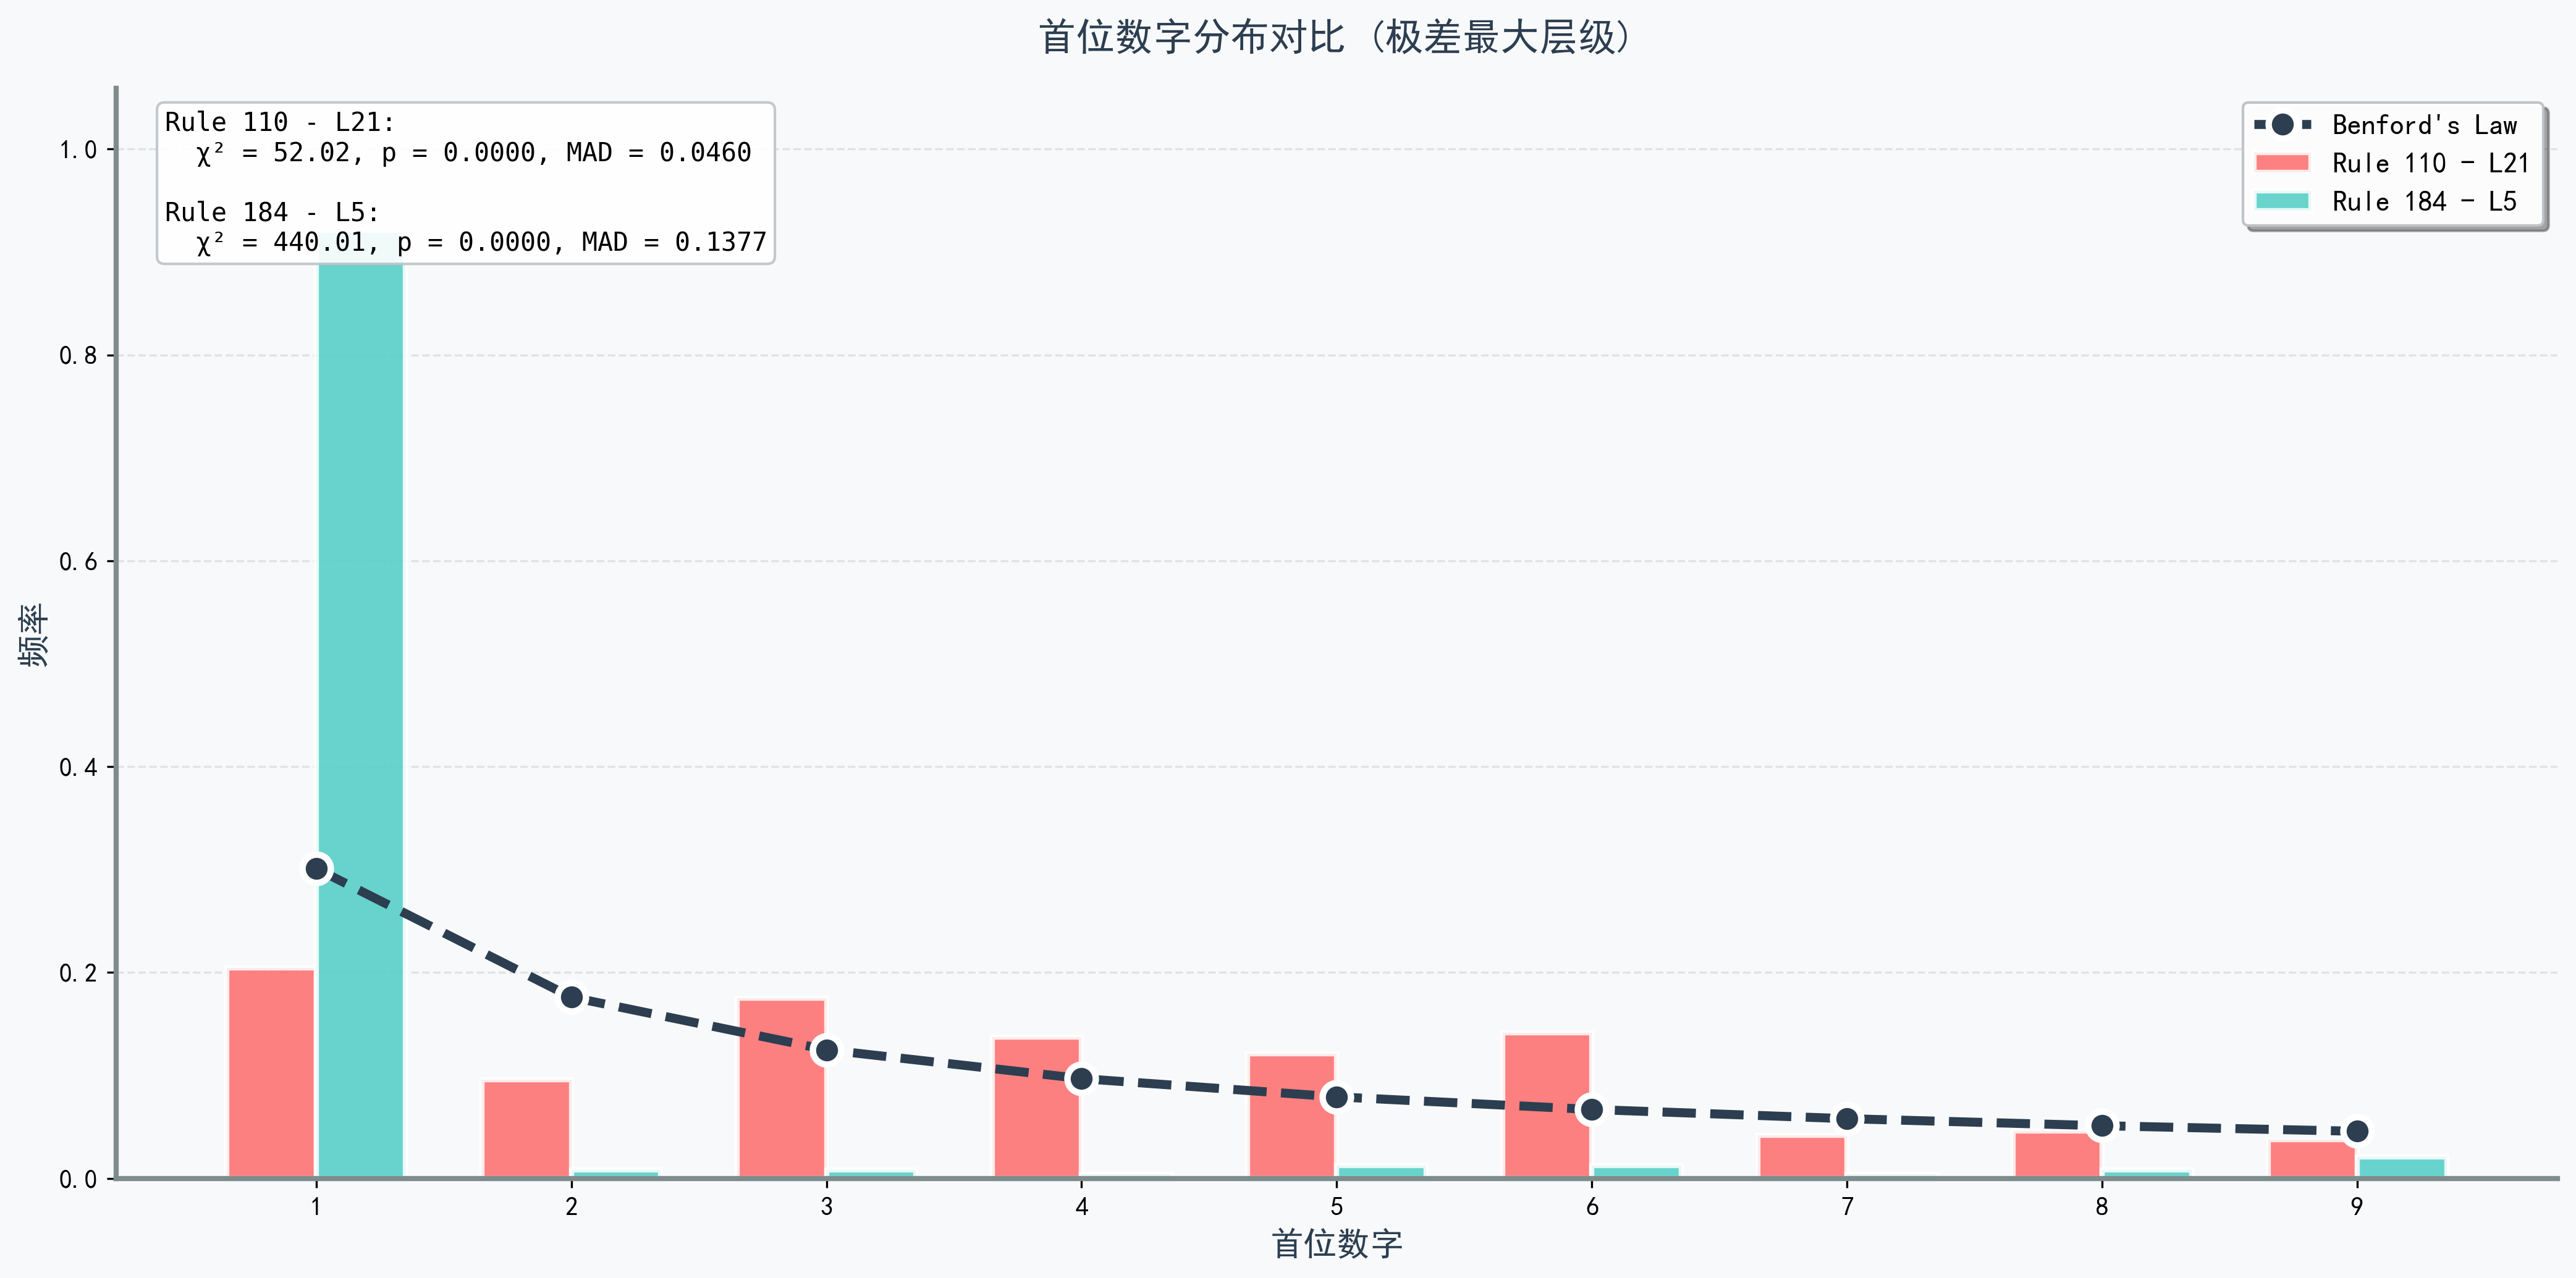 首位数字分布对比 (极差最大层级)
Rule 110 - L21:
χ² = 52.02, p = 0.0000, MAD = 0.0460
Rule 184 - L5:
χ² = 440.01, p = 0.0000, MAD = 0.1377
Benford's Law
Rule 110 - L21
Rule 184 - L5
1.0
0.8
0.6
0.4
0.2
0.0
频率
1 2 3 4 5 6 7 8 9
首位数字